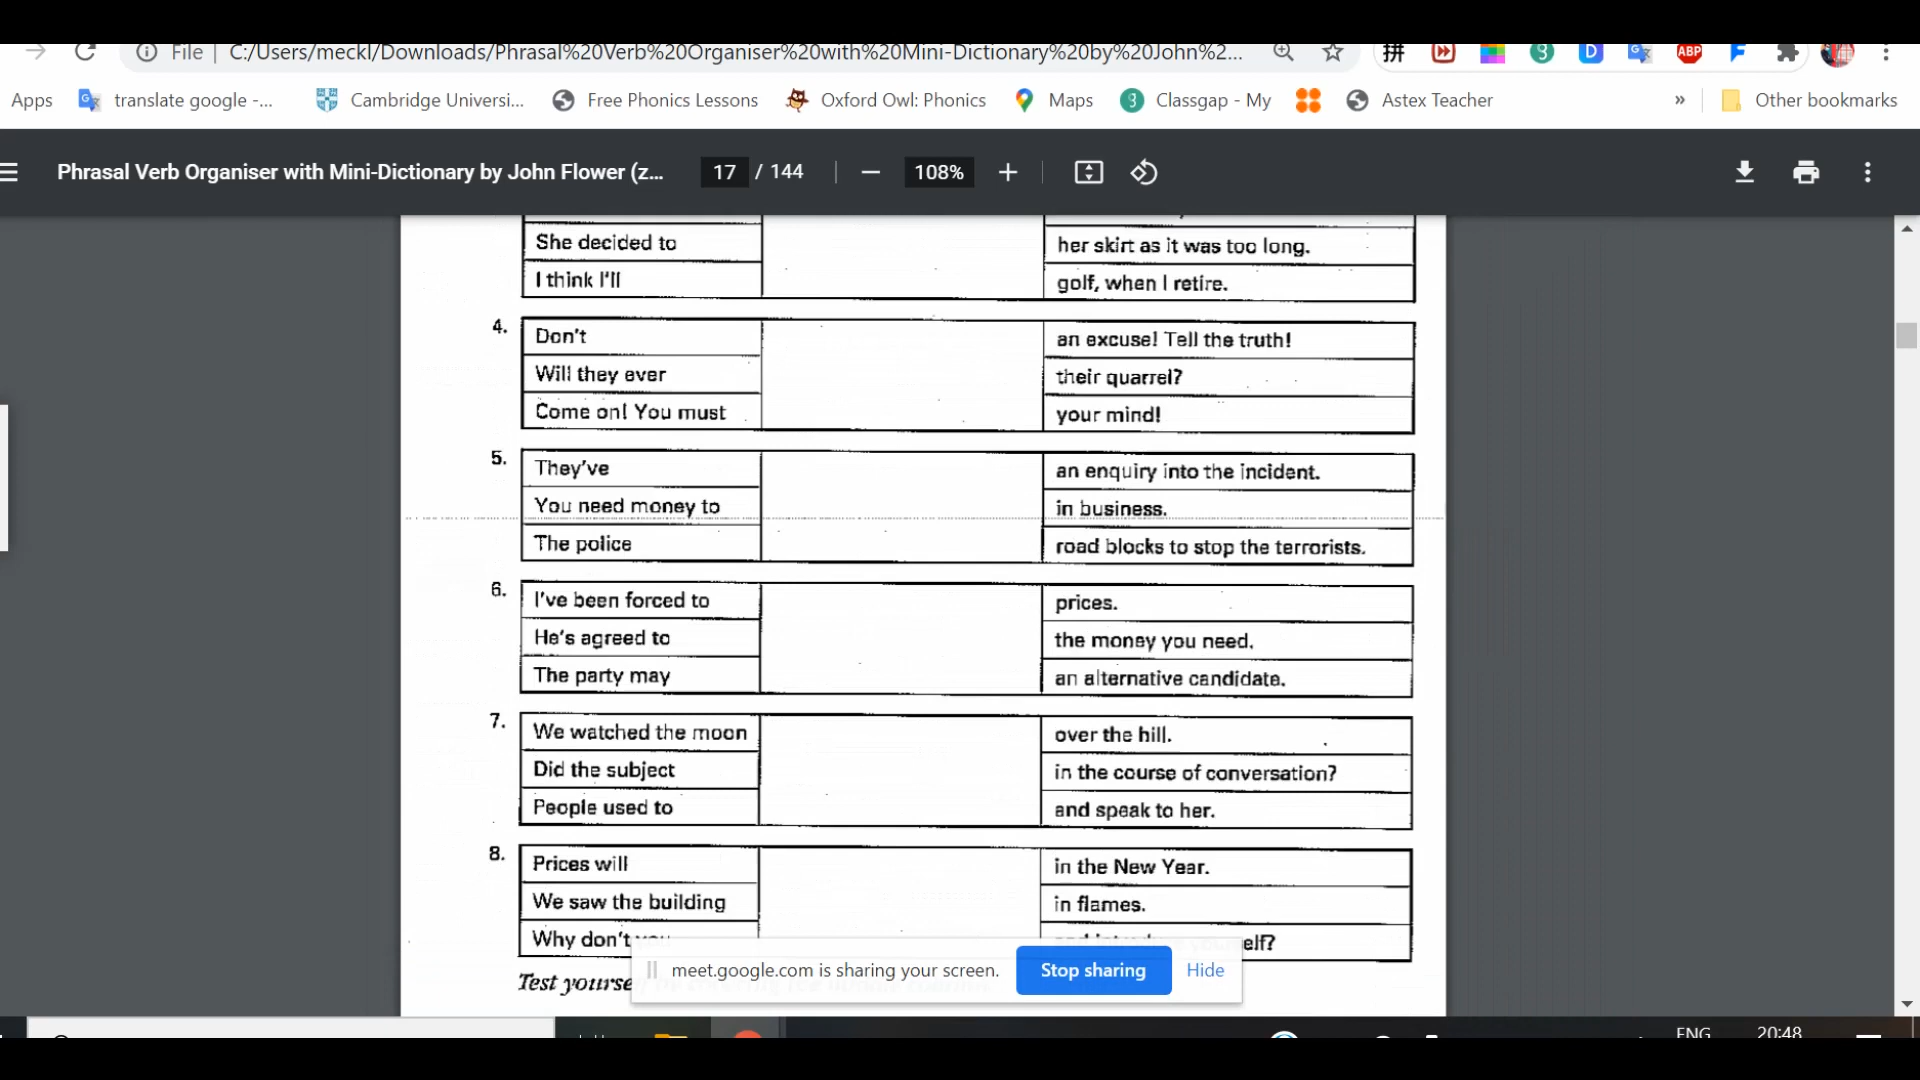 File | C:/Users/meckl/Downloads/Phrasal%20Verb%20Organiser%20with%20Mini-Dictionary%20by%20John%2...
拼 ABP
Apps translate google -... Cambridge Universi... Free Phonics Lessons Oxford Owl: Phonics Maps Classgap - My Astex Teacher » Other bookmarks
Phrasal Verb Organiser with Mini-Dictionary by John Flower (z... 17 / 144 — 108% +
She decided to her skirt as it was too long.
I think I'll golf, when I retire.
4. Don't an excuse! Tell the truth!
Will they ever their quarrel?
Come on! You must your mind!
5. They've an enquiry into the incident.
You need money to in business.
The police road blocks to stop the terrorists.
6. I've been forced to prices.
He's agreed to the money you need.
The party may an alternative candidate.
7. We watched the moon over the hill.
Did the subject in the course of conversation?
People used to and speak to her.
8. Prices will in the New Year.
We saw the building in flames.
Why don't
meet.google.com is sharing your screen. Stop sharing Hide
Test
ENG 20:48